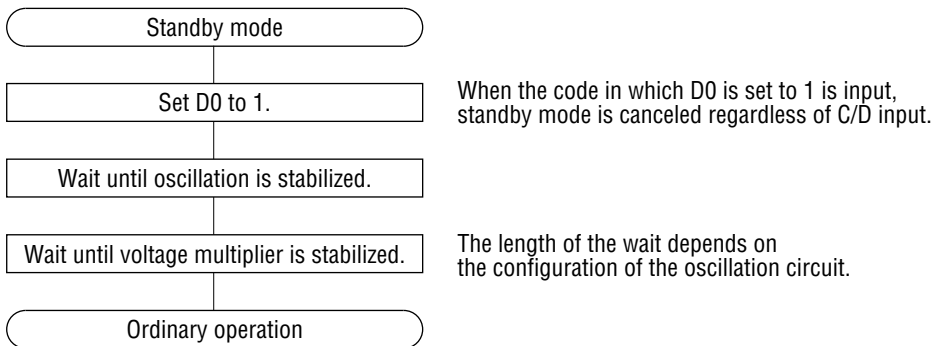 Standby mode
Set D0 to 1.
When the code in which D0 is set to 1 is input,
standby mode is canceled regardless of C/D input.
Wait until oscillation is stabilized.
Wait until voltage multiplier is stabilized.
The length of the wait depends on
the configuration of the oscillation circuit.
Ordinary operation